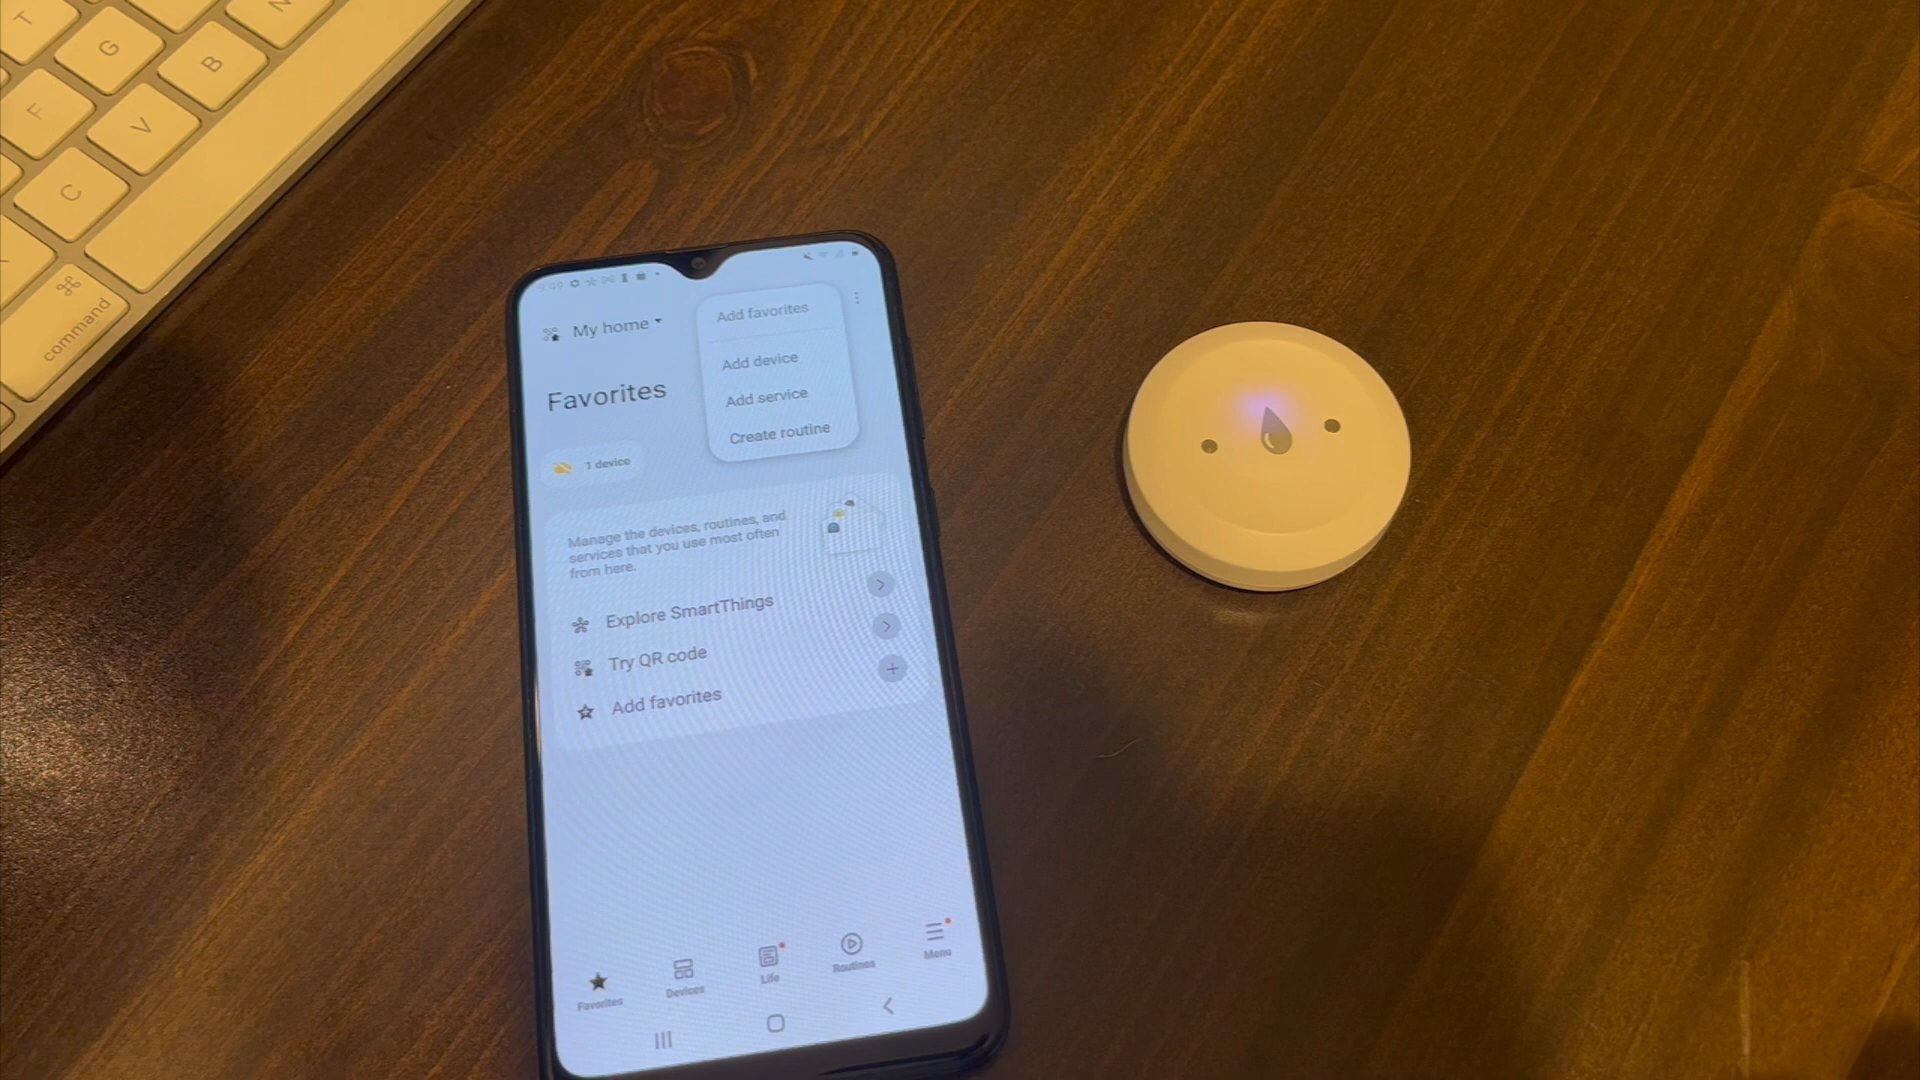 T
G
B
N
F
V
C
⌘
command
9:49
My home
Favorites
1 device
Add favorites
Add device
Add service
Create routine
Manage the devices, routines, and
services that you use most often
from here.
Explore SmartThings
Try QR code
Add favorites
Favorites
Devices
Life
Routines
Menu